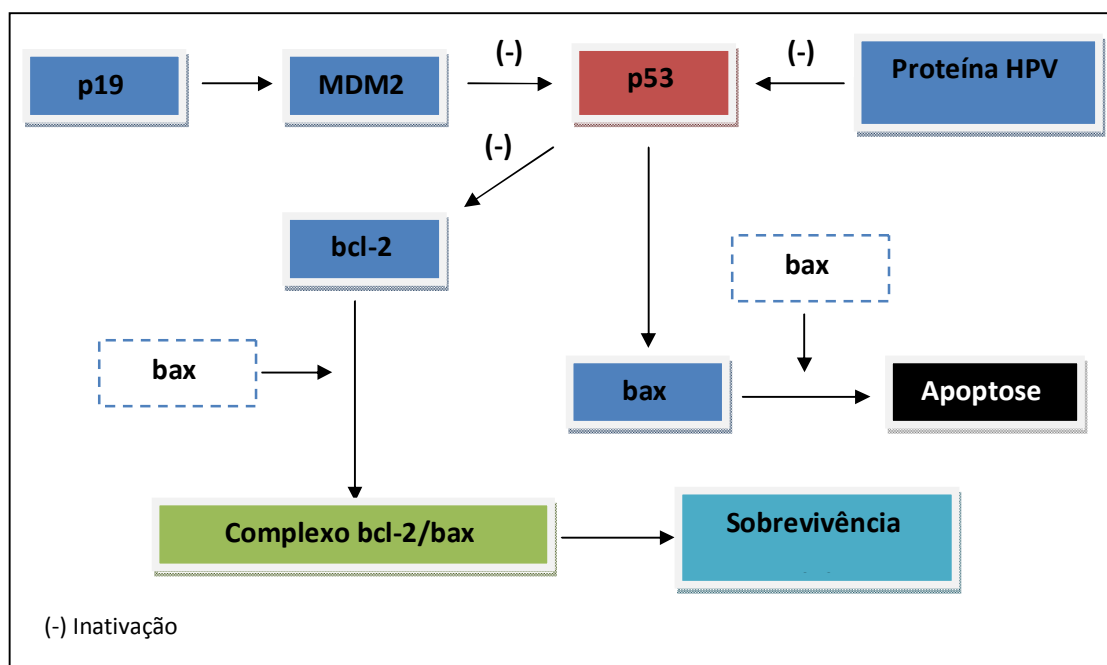 (-)
(-)
p19
MDM2
p53
Proteína HPV
(-)
bcl-2
bax
bax
bax
Apoptose
Complexo bcl-2/bax
Sobrevivência
(-) Inativação